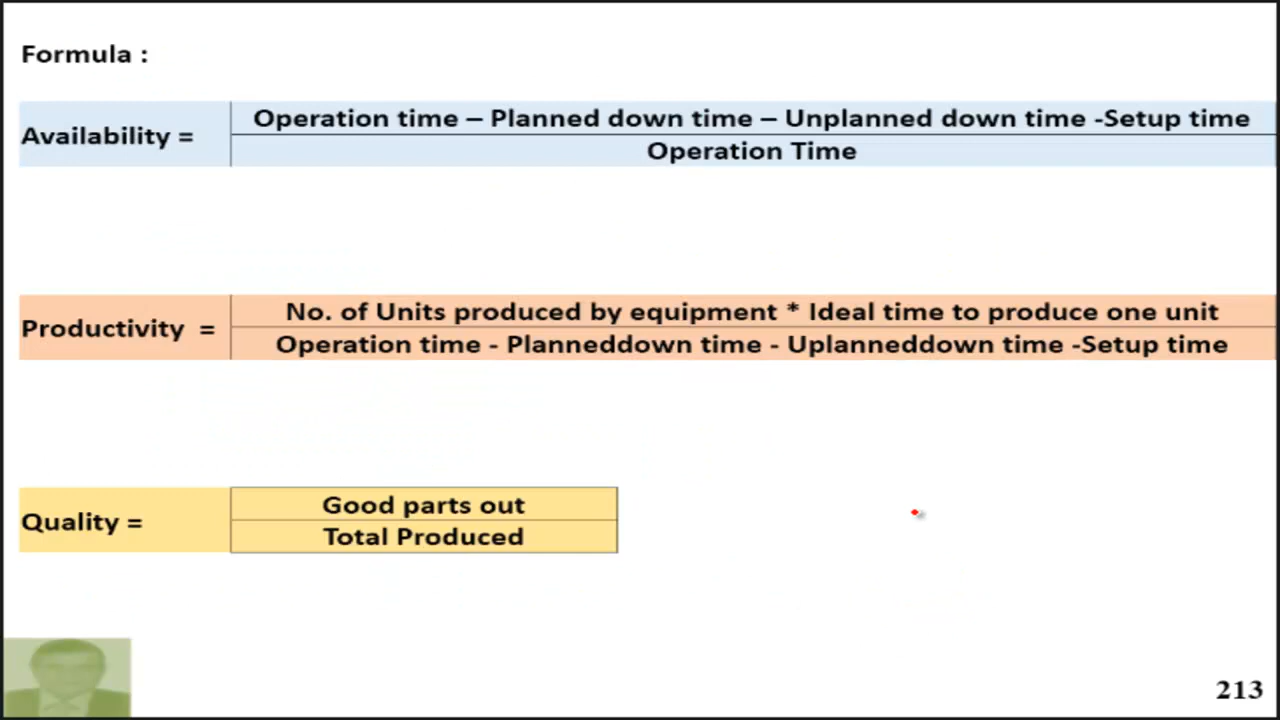 Formula :
Operation time – Planned down time – Unplanned down time -Setup time
Availability =
Operation Time
No. of Units produced by equipment * Ideal time to produce one unit
Productivity =
Operation time - Planneddown time - Uplanneddown time -Setup time
Good parts out
Quality =
Total Produced
213